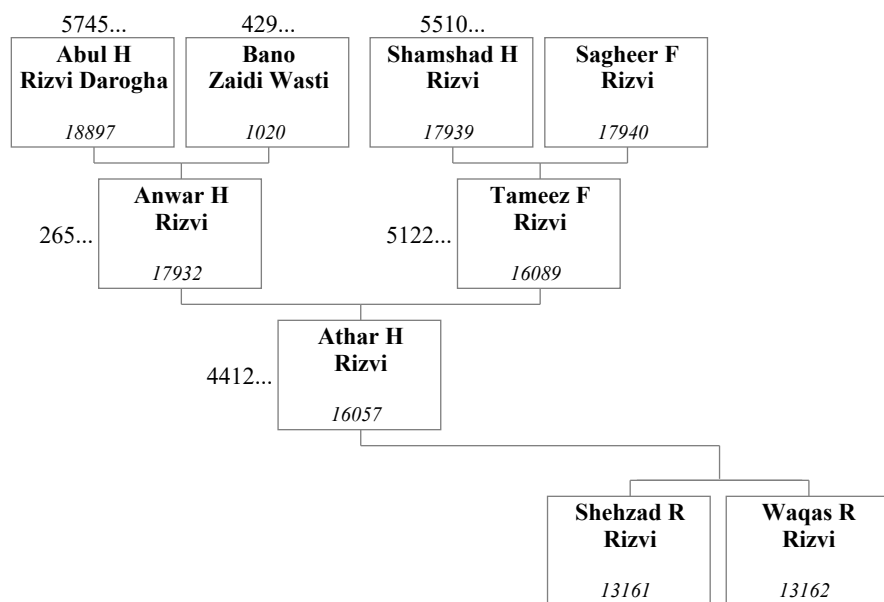 5745...
429...
5510...
Abul H
Rizvi Darogha
18897
Bano
Zaidi Wasti
1020
Shamshad H
Rizvi
17939
Sagheer F
Rizvi
17940
265...
Anwar H
Rizvi
17932
5122...
Tameez F
Rizvi
16089
4412...
Athar H
Rizvi
16057
Shehzad R
Rizvi
13161
Waqas R
Rizvi
13162